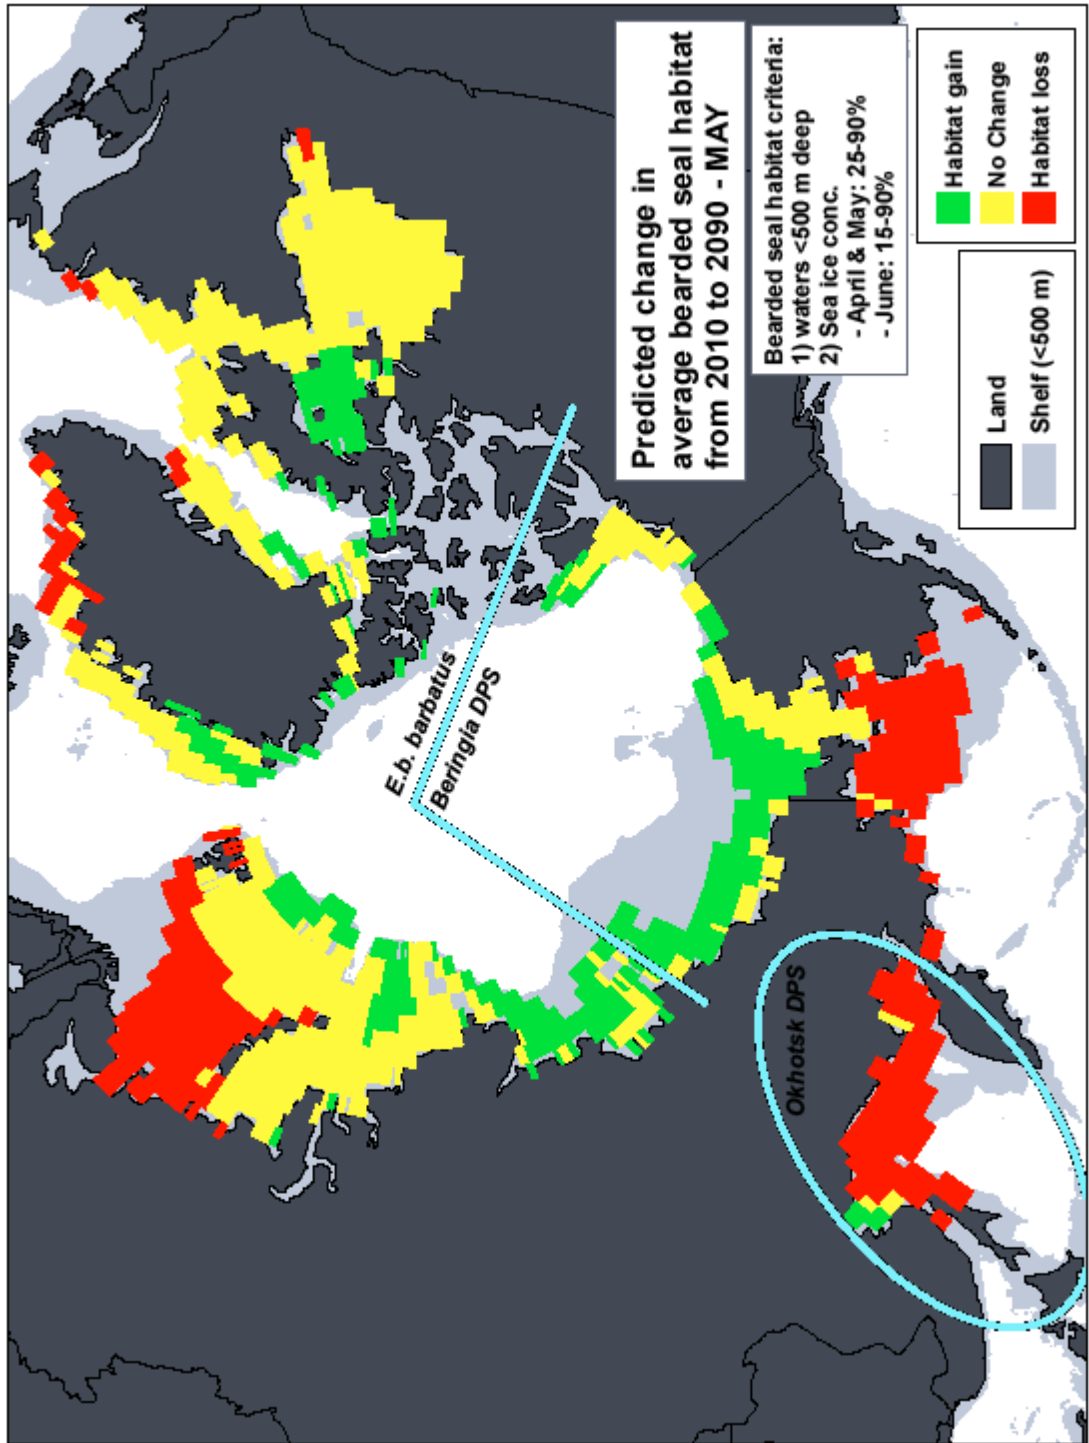 Predicted change in
average bearded seal habitat
from 2010 to 2090 - MAY
Bearded seal habitat criteria:
1) waters <500 m deep
2) Sea ice conc.
- April & May: 25-90%
- June: 15-90%
Habitat gain
No Change
Habitat loss
Land
Shelf (<500 m)
E.b. barbatus
Beringia DPS
Okhotsk DPS